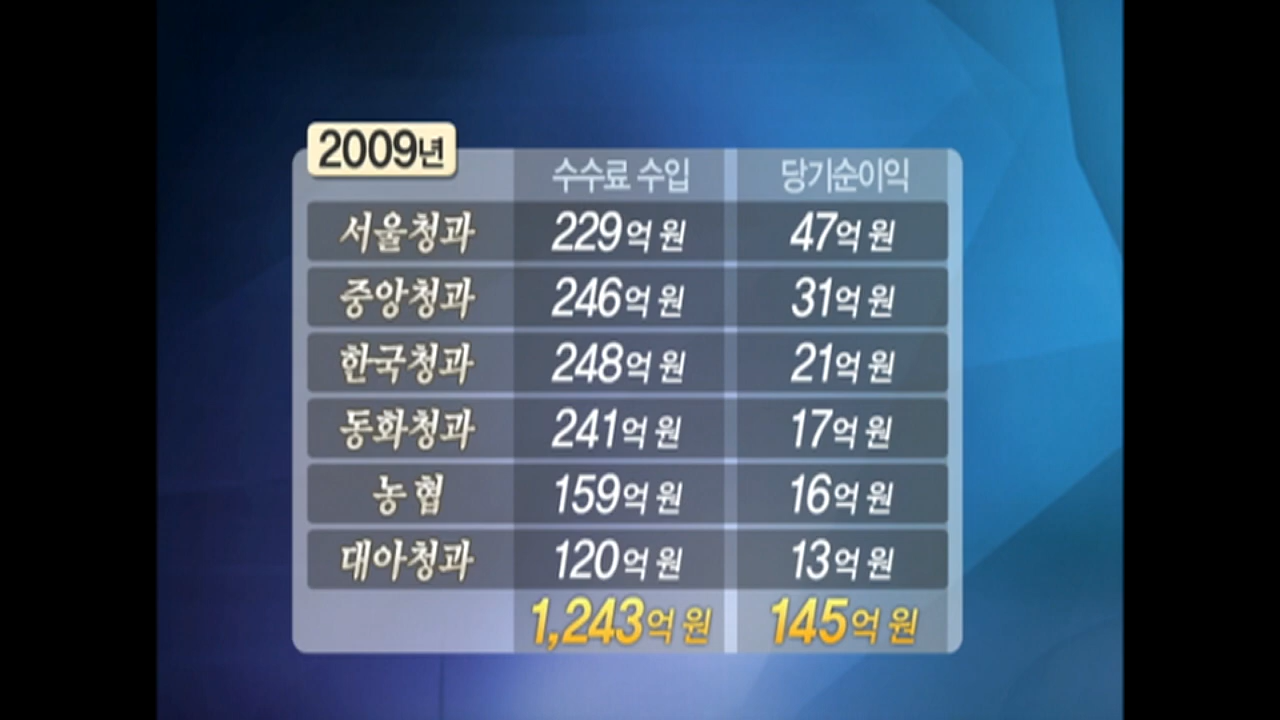 2009년
수수료 수입 당기순이익
서울청과 229억 원 47억 원
중앙청과 246억 원 31억 원
한국청과 248억 원 21억 원
동화청과 241억 원 17억 원
농협 159억 원 16억 원
대아청과 120억 원 13억 원
1,243억 원 145억 원